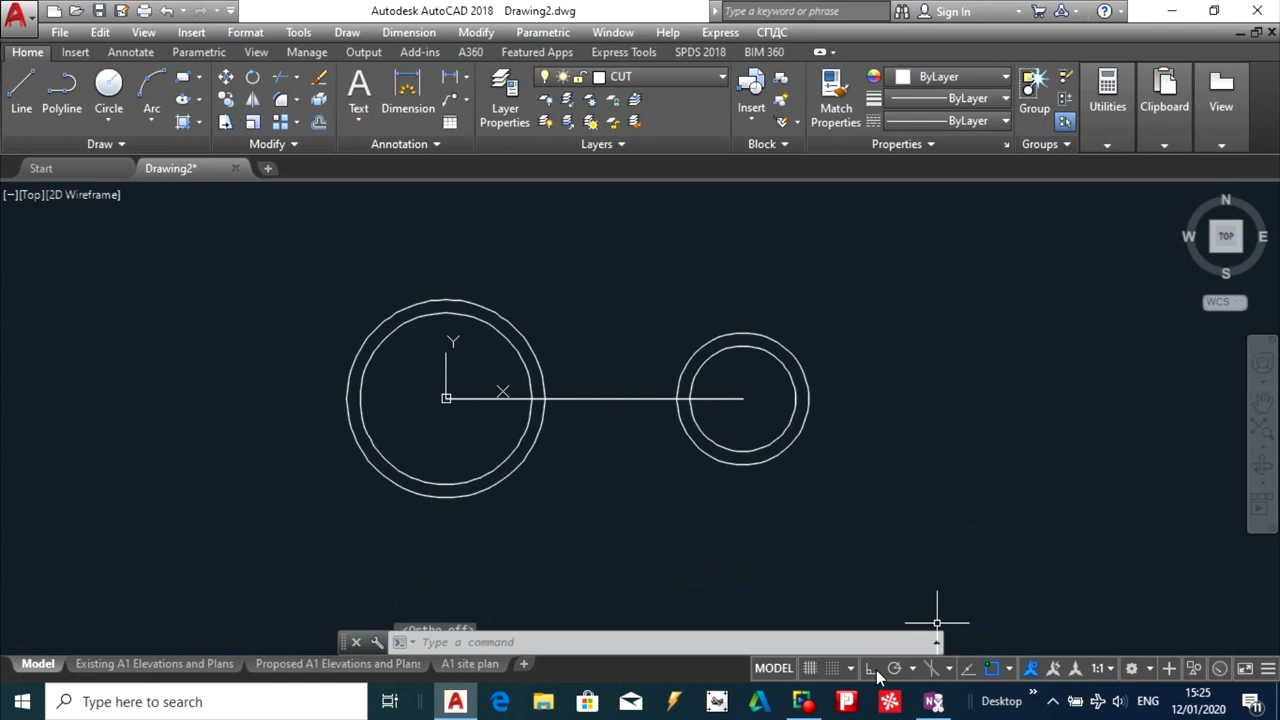 Autodesk AutoCAD 2018 Drawing2.dwg
Type a keyword or phrase
Sign In
File Edit View Insert Format Tools Draw Dimension Modify Parametric Window Help Express СПДС
Home Insert Annotate Parametric View Manage Output Add-ins A360 Featured Apps Express Tools SPDS 2018 BIM 360
CUT
ByLayer
ByLayer
ByLayer
Line Polyline Circle Arc
Text Dimension
Layer Properties
Insert
Match Properties
Group
Utilities
Clipboard
View
Draw Modify Annotation Layers Block Properties Groups
Start Drawing2*
[−][Top][2D Wireframe]
N
W TOP E
S
WCS
Y
X
<Ortho off>
Type a command
Model Existing A1 Elevations and Plans Proposed A1 Elevations and Plans A1 site plan
MODEL 1:1
Type here to search
Desktop
ENG
15:25
12/01/2020
11